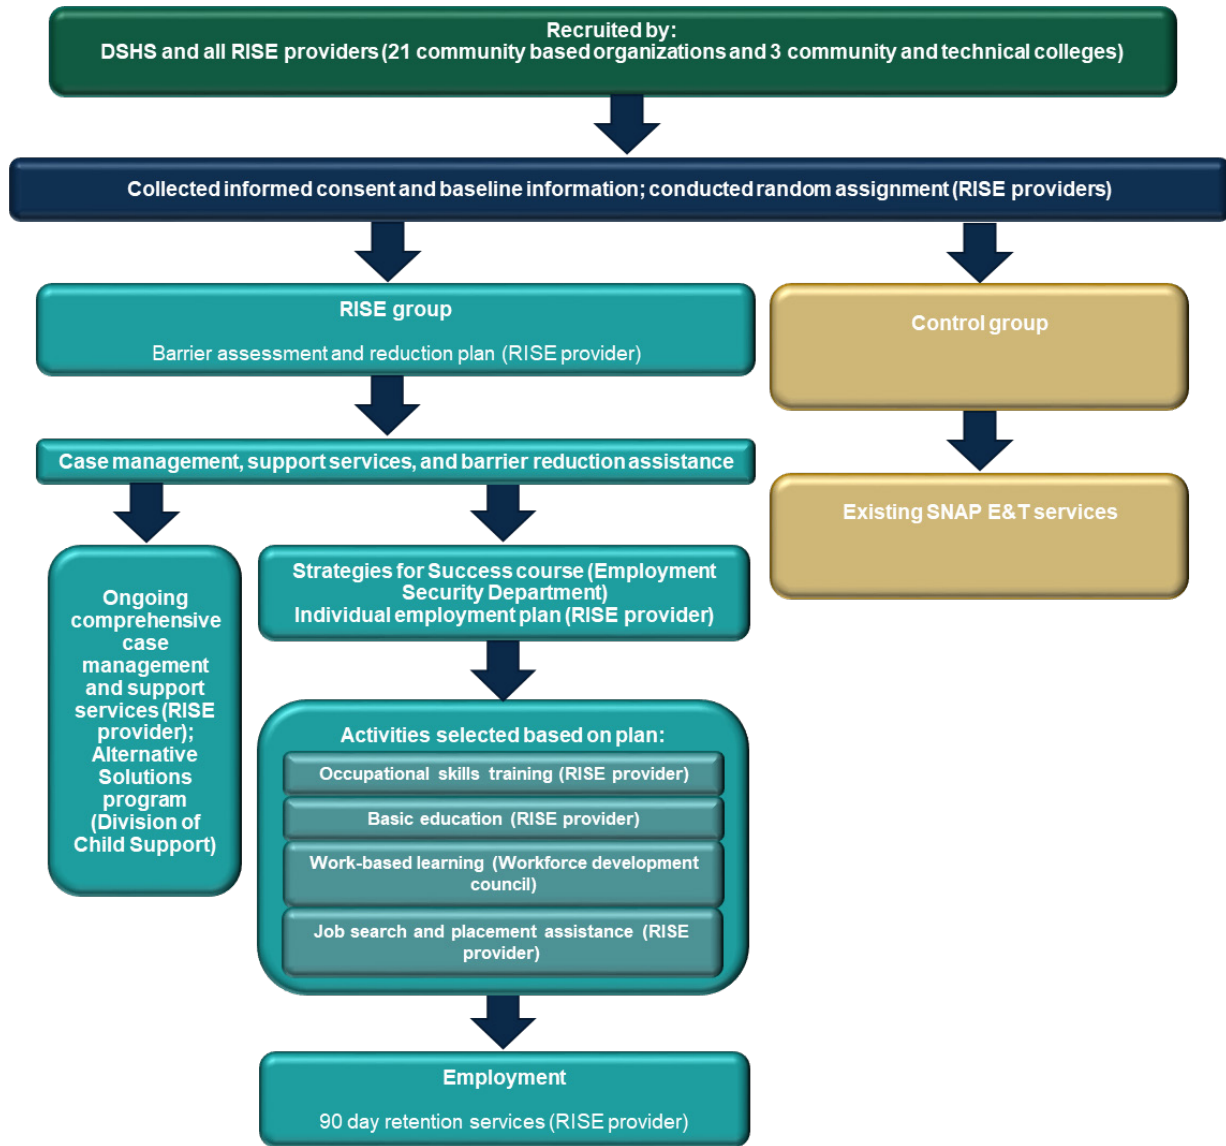 Recruited by:
DSHS and all RISE providers (21 community based organizations and 3 community and technical colleges)
Collected informed consent and baseline information; conducted random assignment (RISE providers)
RISE group
Barrier assessment and reduction plan (RISE provider)
Control group
Case management, support services, and barrier reduction assistance
Existing SNAP E&T services
Ongoing
comprehensive
case
management
and support
services (RISE
provider);
Alternative
Solutions
program
(Division of
Child Support)
Strategies for Success course (Employment
Security Department)
Individual employment plan (RISE provider)
Activities selected based on plan:
Occupational skills training (RISE provider)
Basic education (RISE provider)
Work-based learning (Workforce development
council)
Job search and placement assistance (RISE
provider)
Employment
90 day retention services (RISE provider)